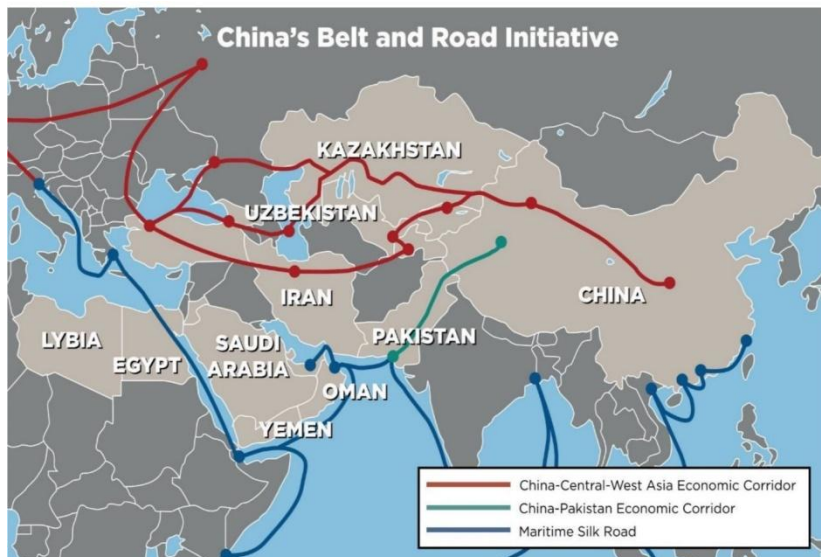 China's Belt and Road Initiative
KAZAKHSTAN
UZBEKISTAN
IRAN
CHINA
LYBIA
EGYPT
SAUDI
ARABIA
PAKISTAN
OMAN
YEMEN
China-Central-West Asia Economic Corridor
China-Pakistan Economic Corridor
Maritime Silk Road